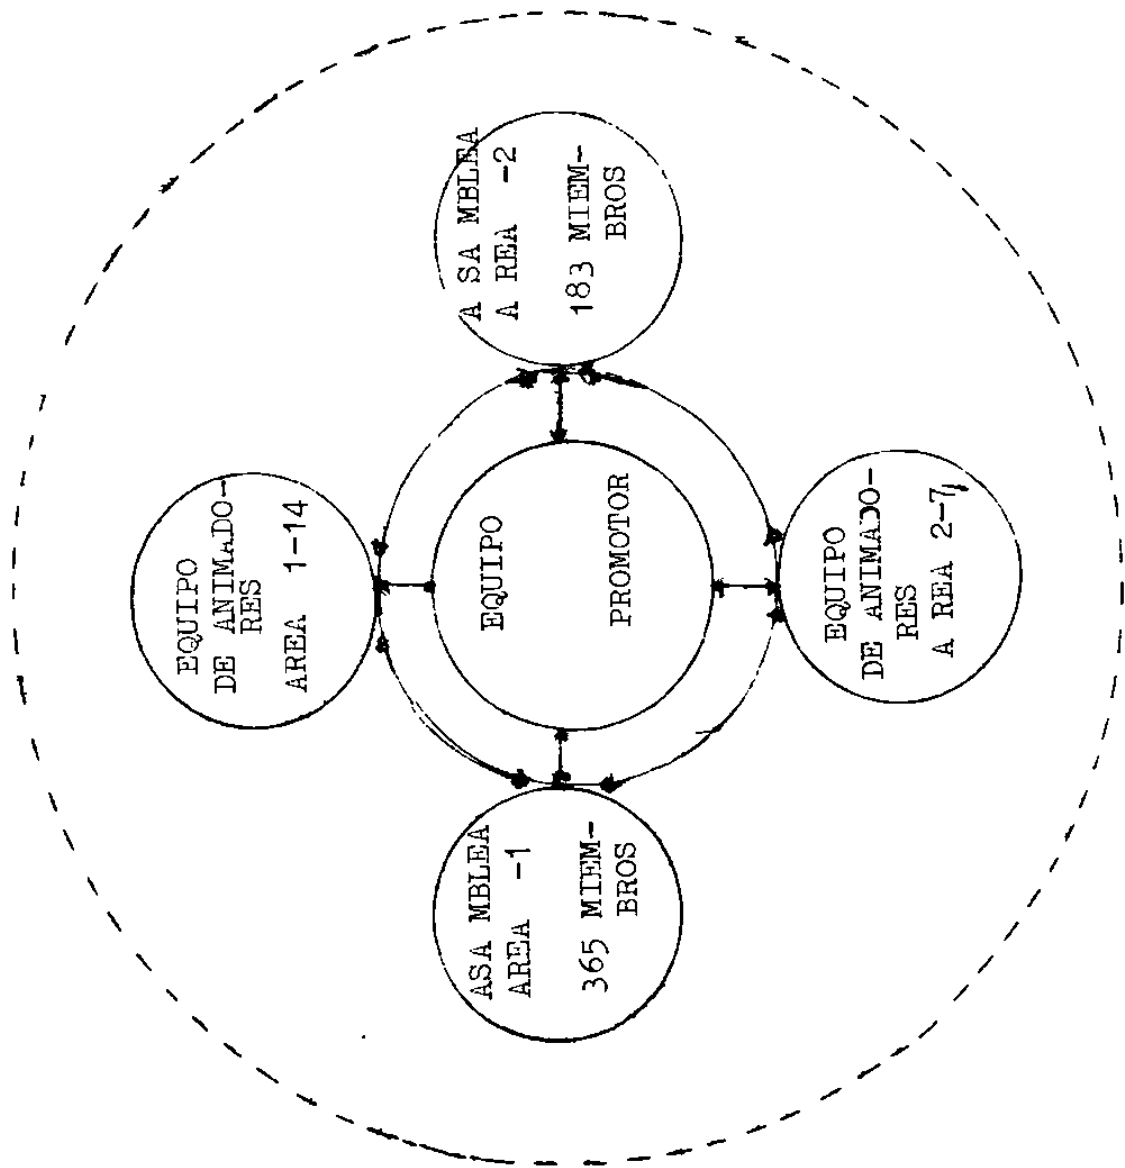 EQUIPO
DE ANIMADO-
RES
AREA 1-14
ASA MBLEA
AREA -1
365 MIEM-
BROS
EQUIPO
PROMOTOR
A SA MBLEA
A REA -2
183 MIEM-
BROS
EQUIPO
DE ANIMADO-
RES
A REA 2-7